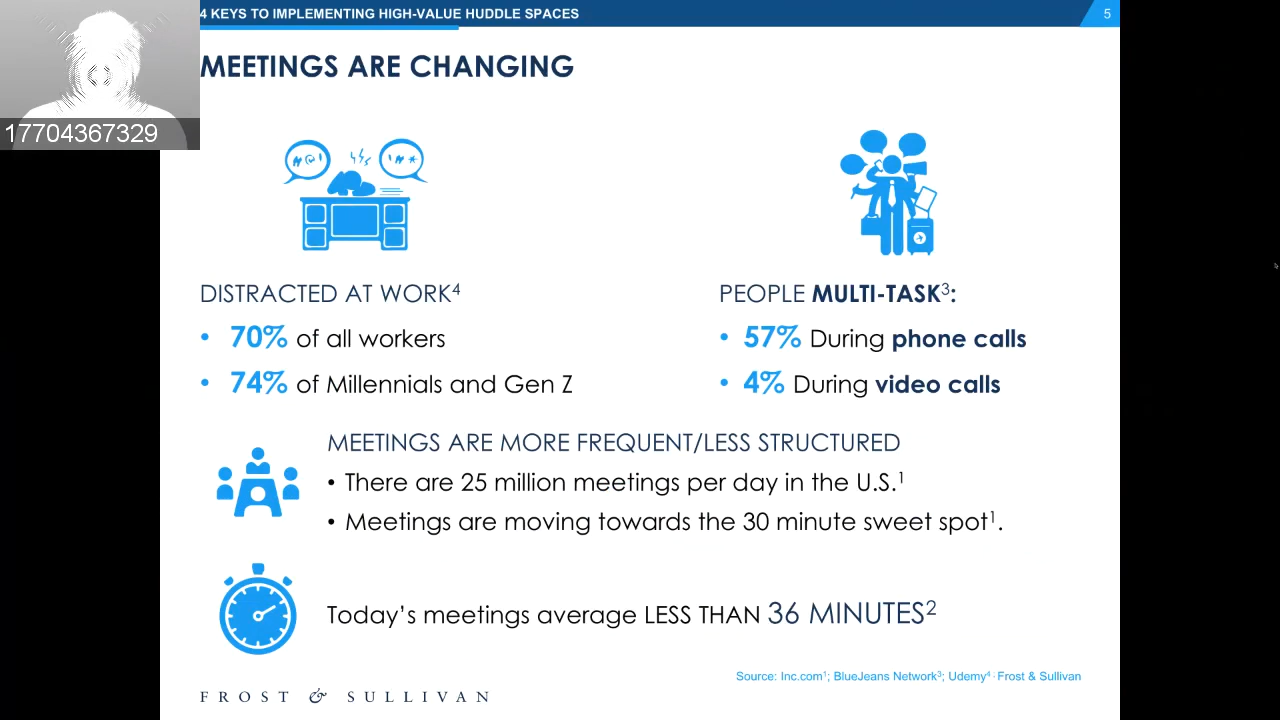 4 KEYS TO IMPLEMENTING HIGH-VALUE HUDDLE SPACES
5
MEETINGS ARE CHANGING
17704367329
#@!
!#*
DISTRACTED AT WORK⁴
• 70% of all workers
• 74% of Millennials and Gen Z
PEOPLE MULTI-TASK³:
• 57% During phone calls
• 4% During video calls
MEETINGS ARE MORE FREQUENT/LESS STRUCTURED
• There are 25 million meetings per day in the U.S.¹
• Meetings are moving towards the 30 minute sweet spot¹.
Today's meetings average LESS THAN 36 MINUTES²
Source: Inc.com¹; BlueJeans Network³; Udemy⁴· Frost & Sullivan
FROST & SULLIVAN